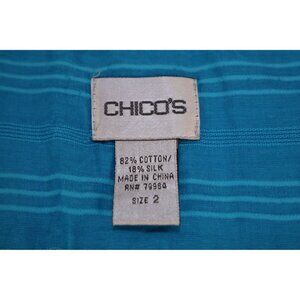 CHICO'S
82% COTTON/
18% SILK
MADE IN CHINA
RN# 79984
SIZE 2